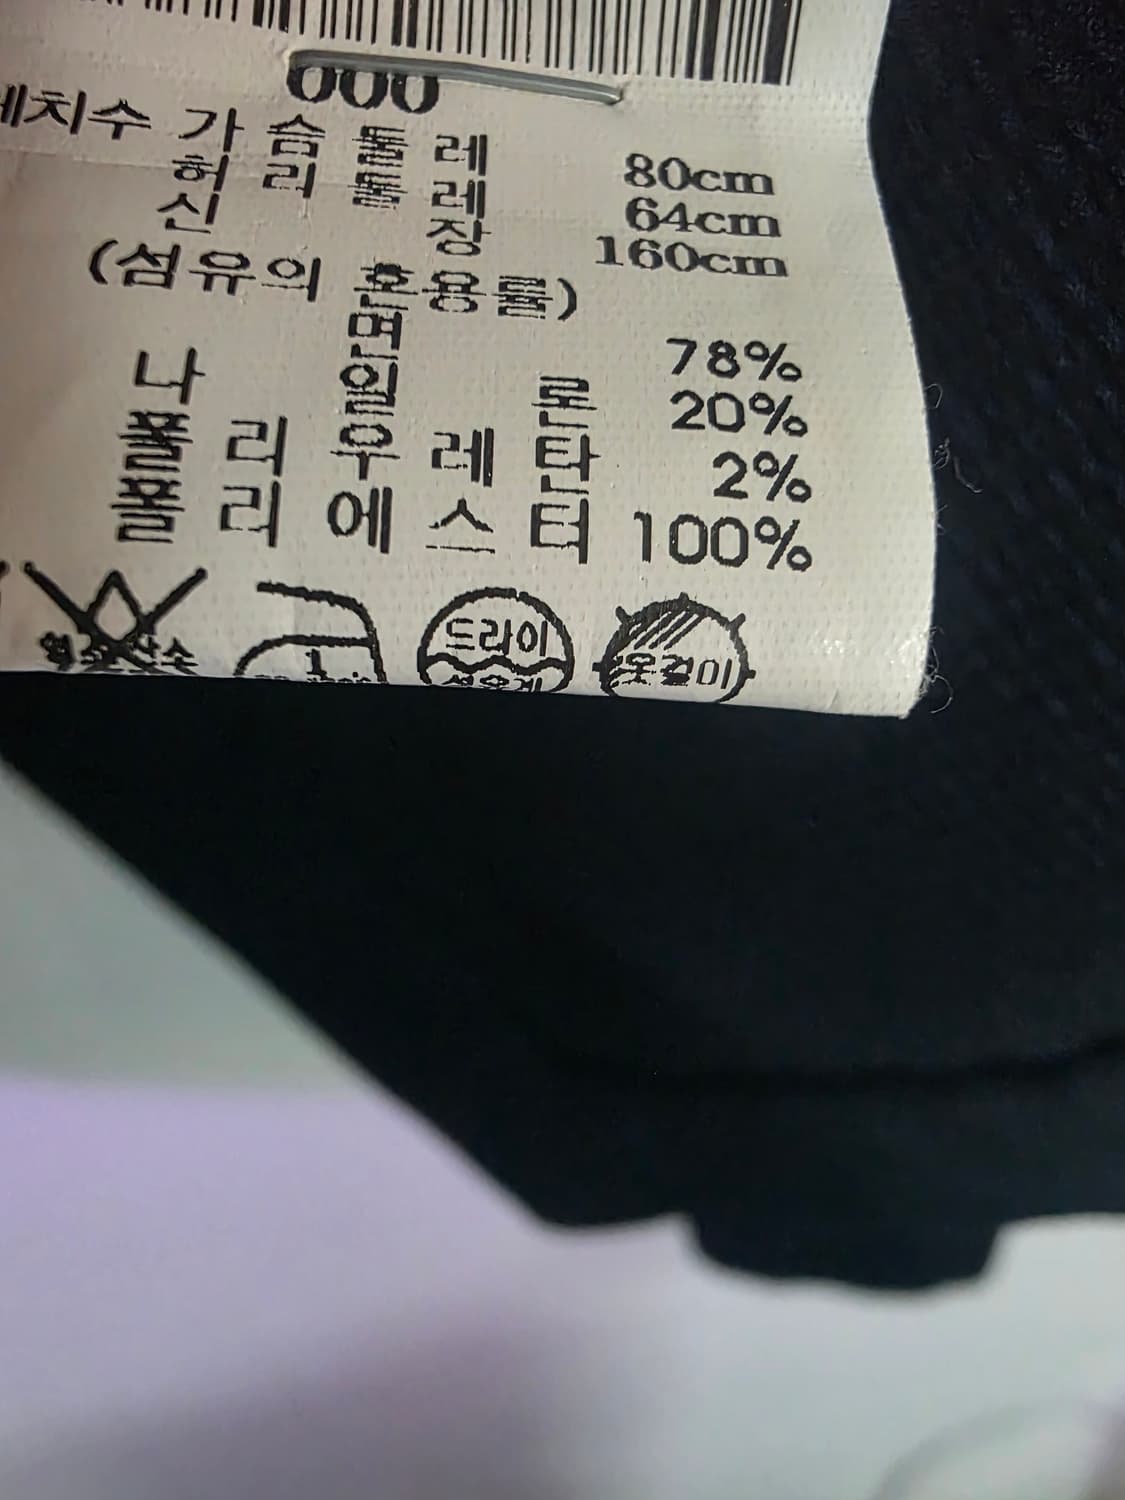 000
체치수 가슴둘레 80cm
허리둘레 64cm
신장 160cm
(섬유의 혼용률)
면 78%
나일론 20%
폴리우레탄 2%
폴리에스터 100%
드라이
옷걸이